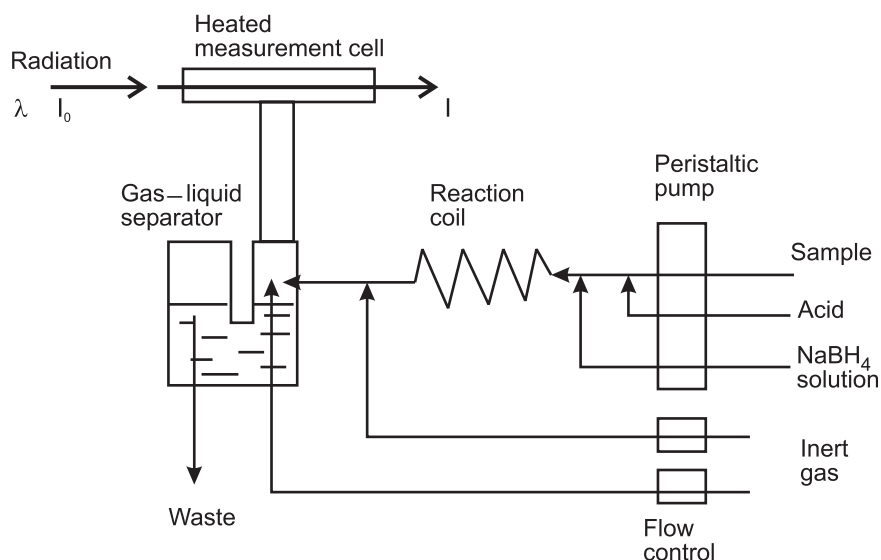 Heated
measurement cell
Radiation
λ I₀
I
Peristaltic
pump
Gas–liquid
separator
Reaction
coil
Sample
Acid
NaBH₄
solution
Inert
gas
Waste
Flow
control